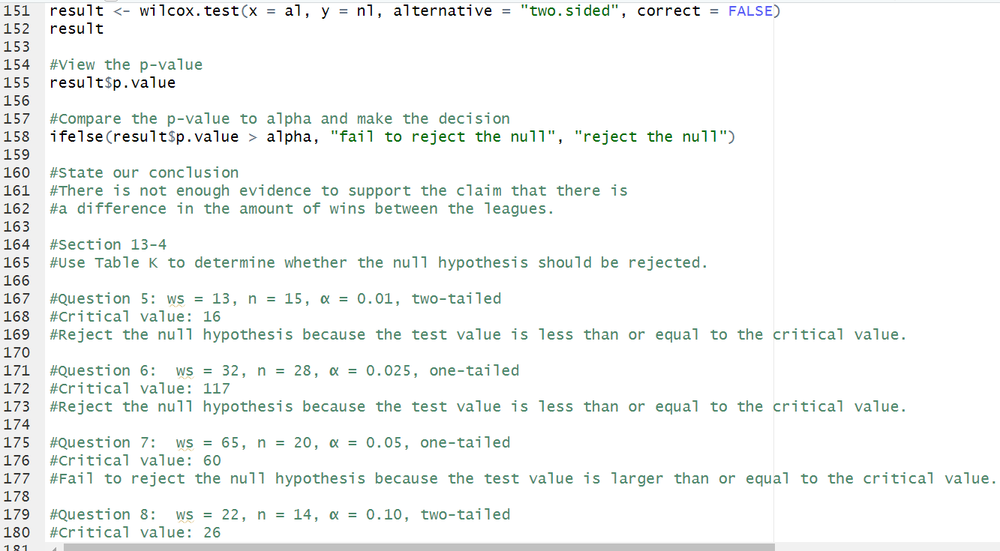 151 result <- wilcox.test(x = al, y = nl, alternative = "two.sided", correct = FALSE)
152 result
153
154 #View the p-value
155 result$p.value
156
157 #Compare the p-value to alpha and make the decision
158 ifelse(result$p.value > alpha, "fail to reject the null", "reject the null")
159
160 #State our conclusion
161 #There is not enough evidence to support the claim that there is
162 #a difference in the amount of wins between the leagues.
163
164 #Section 13-4
165 #Use Table K to determine whether the null hypothesis should be rejected.
166
167 #Question 5: ws = 13, n = 15, α = 0.01, two-tailed
168 #Critical value: 16
169 #Reject the null hypothesis because the test value is less than or equal to the critical value.
170
171 #Question 6:  ws = 32, n = 28, α = 0.025, one-tailed
172 #Critical value: 117
173 #Reject the null hypothesis because the test value is less than or equal to the critical value.
174
175 #Question 7:  ws = 65, n = 20, α = 0.05, one-tailed
176 #Critical value: 60
177 #Fail to reject the null hypothesis because the test value is larger than or equal to the critical value.
178
179 #Question 8:  ws = 22, n = 14, α = 0.10, two-tailed
180 #Critical value: 26
181